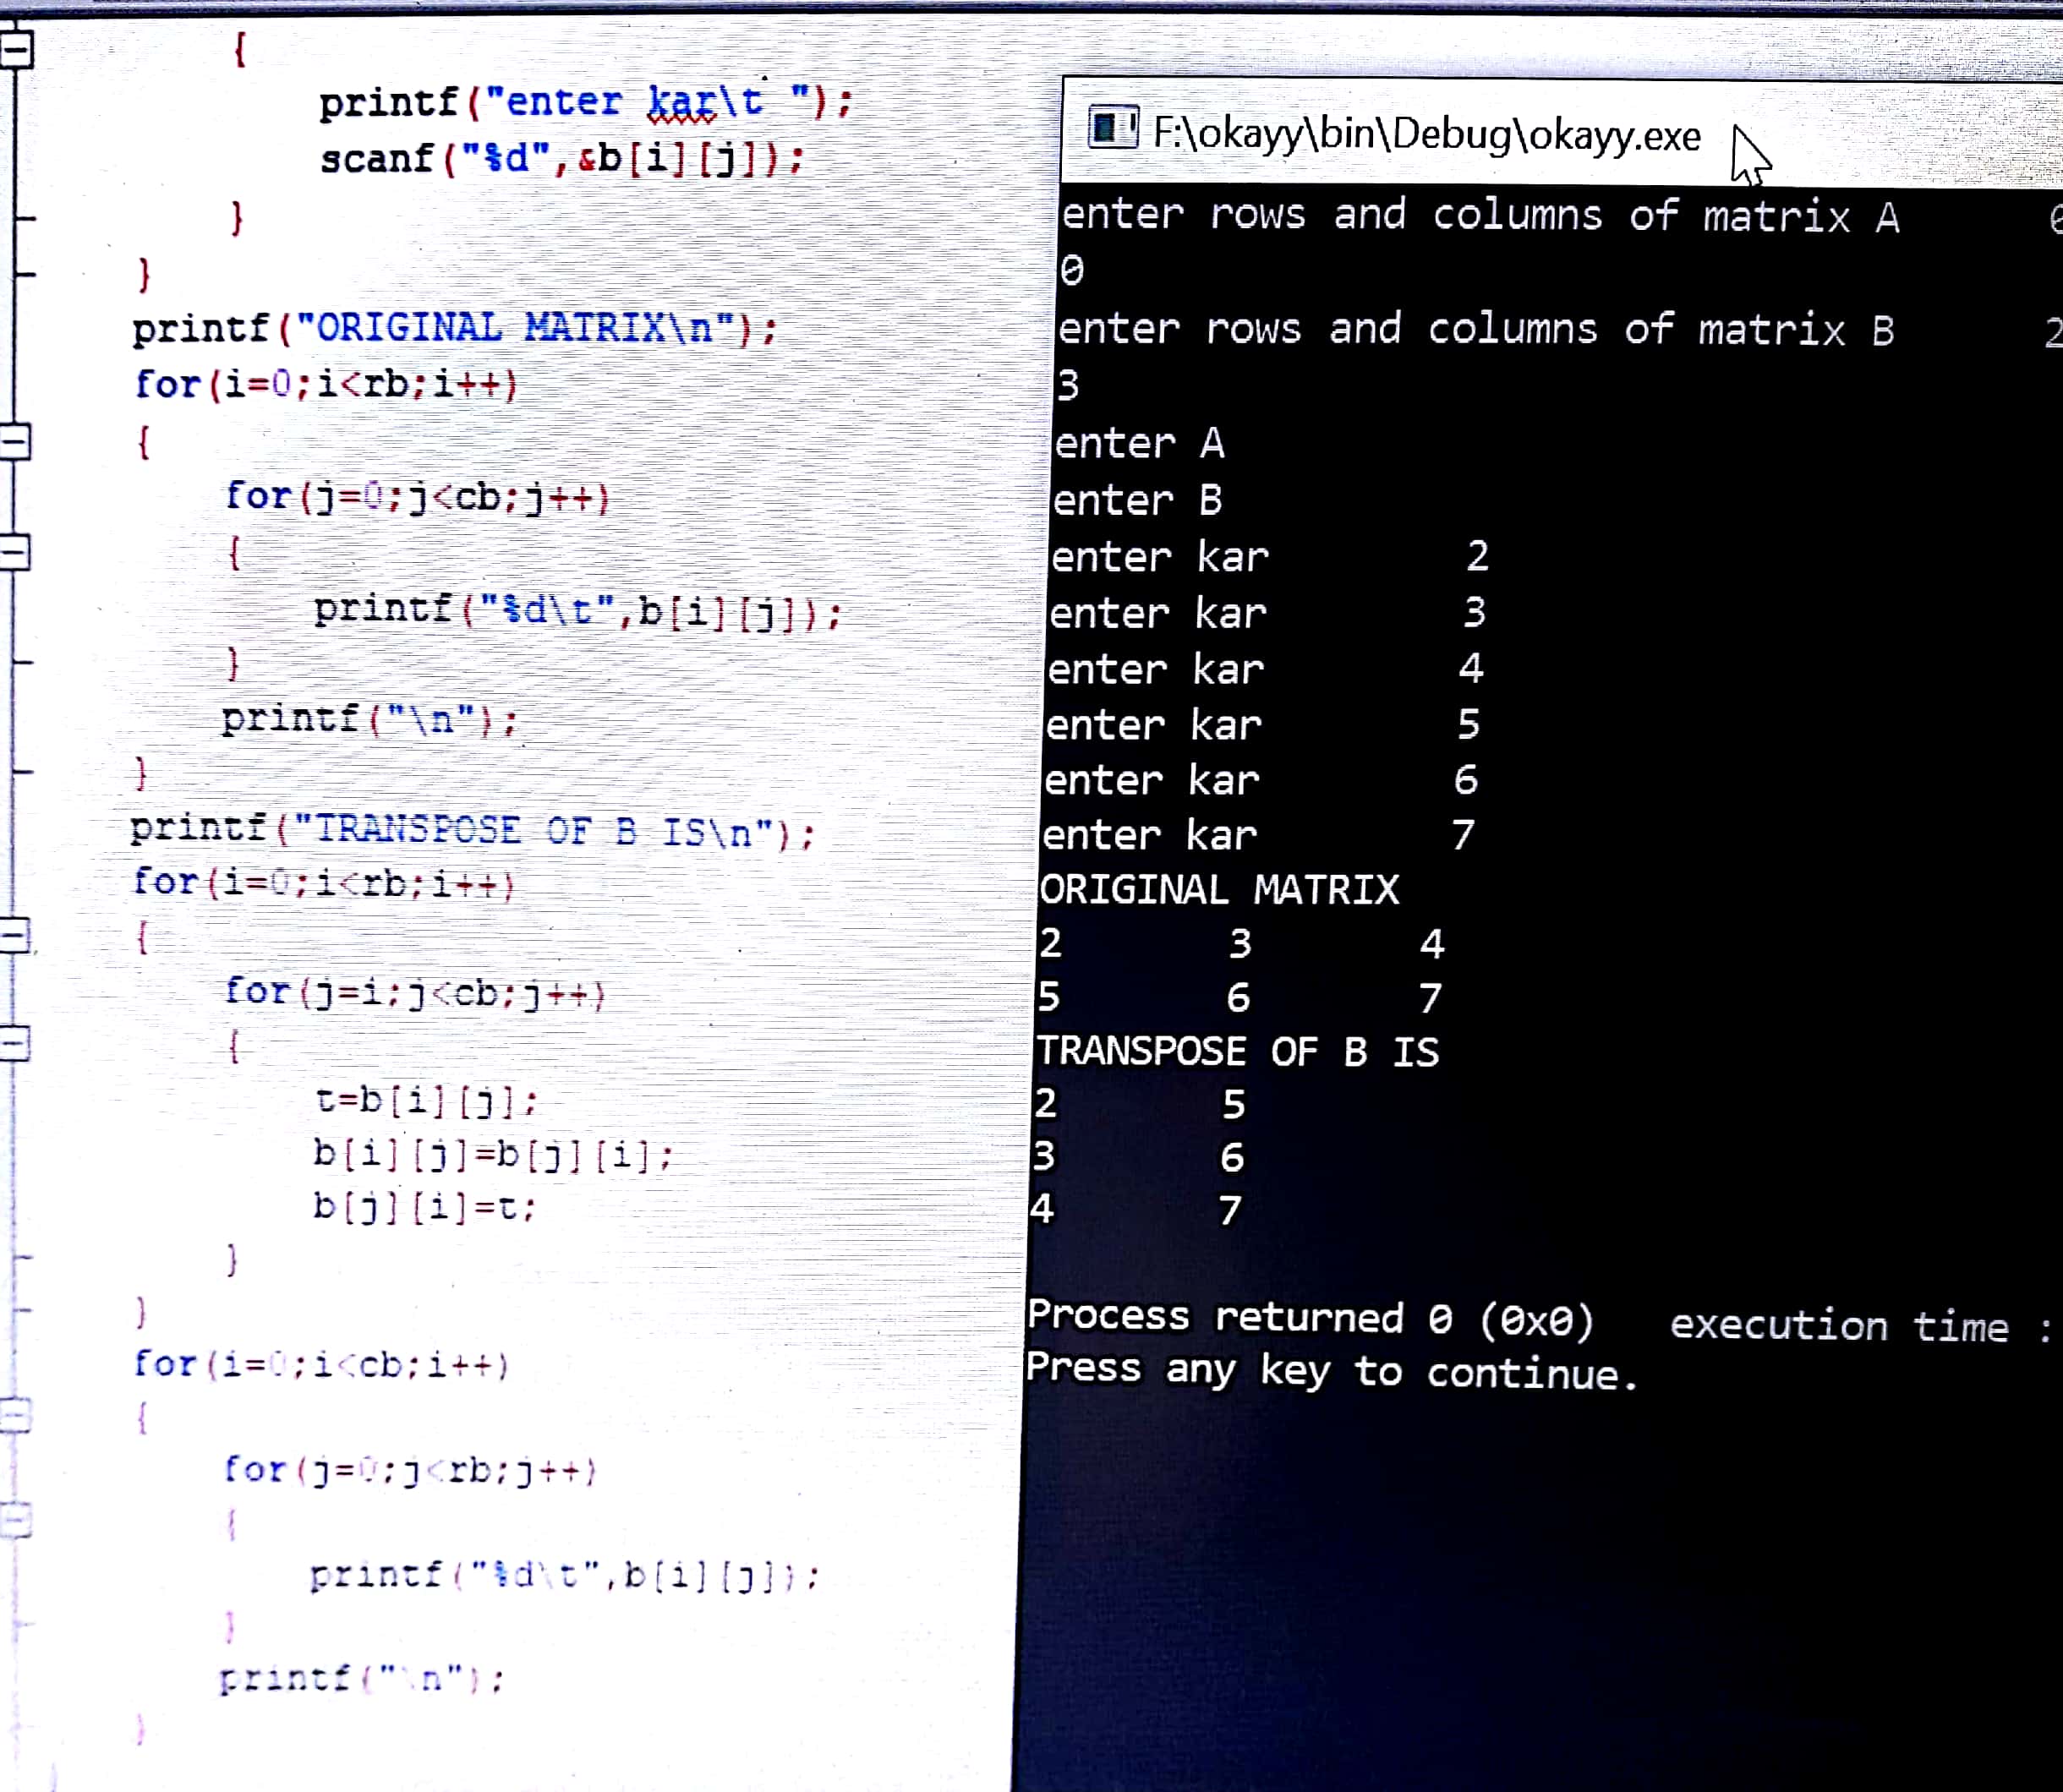 {
printf("enter kar\t ");
scanf("%d",&b[i][j]);
}
}
printf("ORIGINAL MATRIX\n");
for(i=0;i<rb;i++)
{
for(j=0;j<cb;j++)
{
printf("%d\t",b[i][j]);
}
printf("\n");
}
printf("TRANSPOSE OF B IS\n");
for(i=0;i<rb;i++)
{
for(j=i;j<cb;j++)
{
t=b[i][j];
b[i][j]=b[j][i];
b[j][i]=t;
}
}
for(i=0;i<cb;i++)
{
for(j=0;j<rb;j++)
{
printf("%d\t",b[i][j]);
}
printf("\n");
}
F:\okayy\bin\Debug\okayy.exe
enter rows and columns of matrix A
0
enter rows and columns of matrix B 2
3
enter A
enter B
enter kar 2
enter kar 3
enter kar 4
enter kar 5
enter kar 6
enter kar 7
ORIGINAL MATRIX
2 3 4
5 6 7
TRANSPOSE OF B IS
2 5
3 6
4 7
Process returned 0 (0x0) execution time :
Press any key to continue.